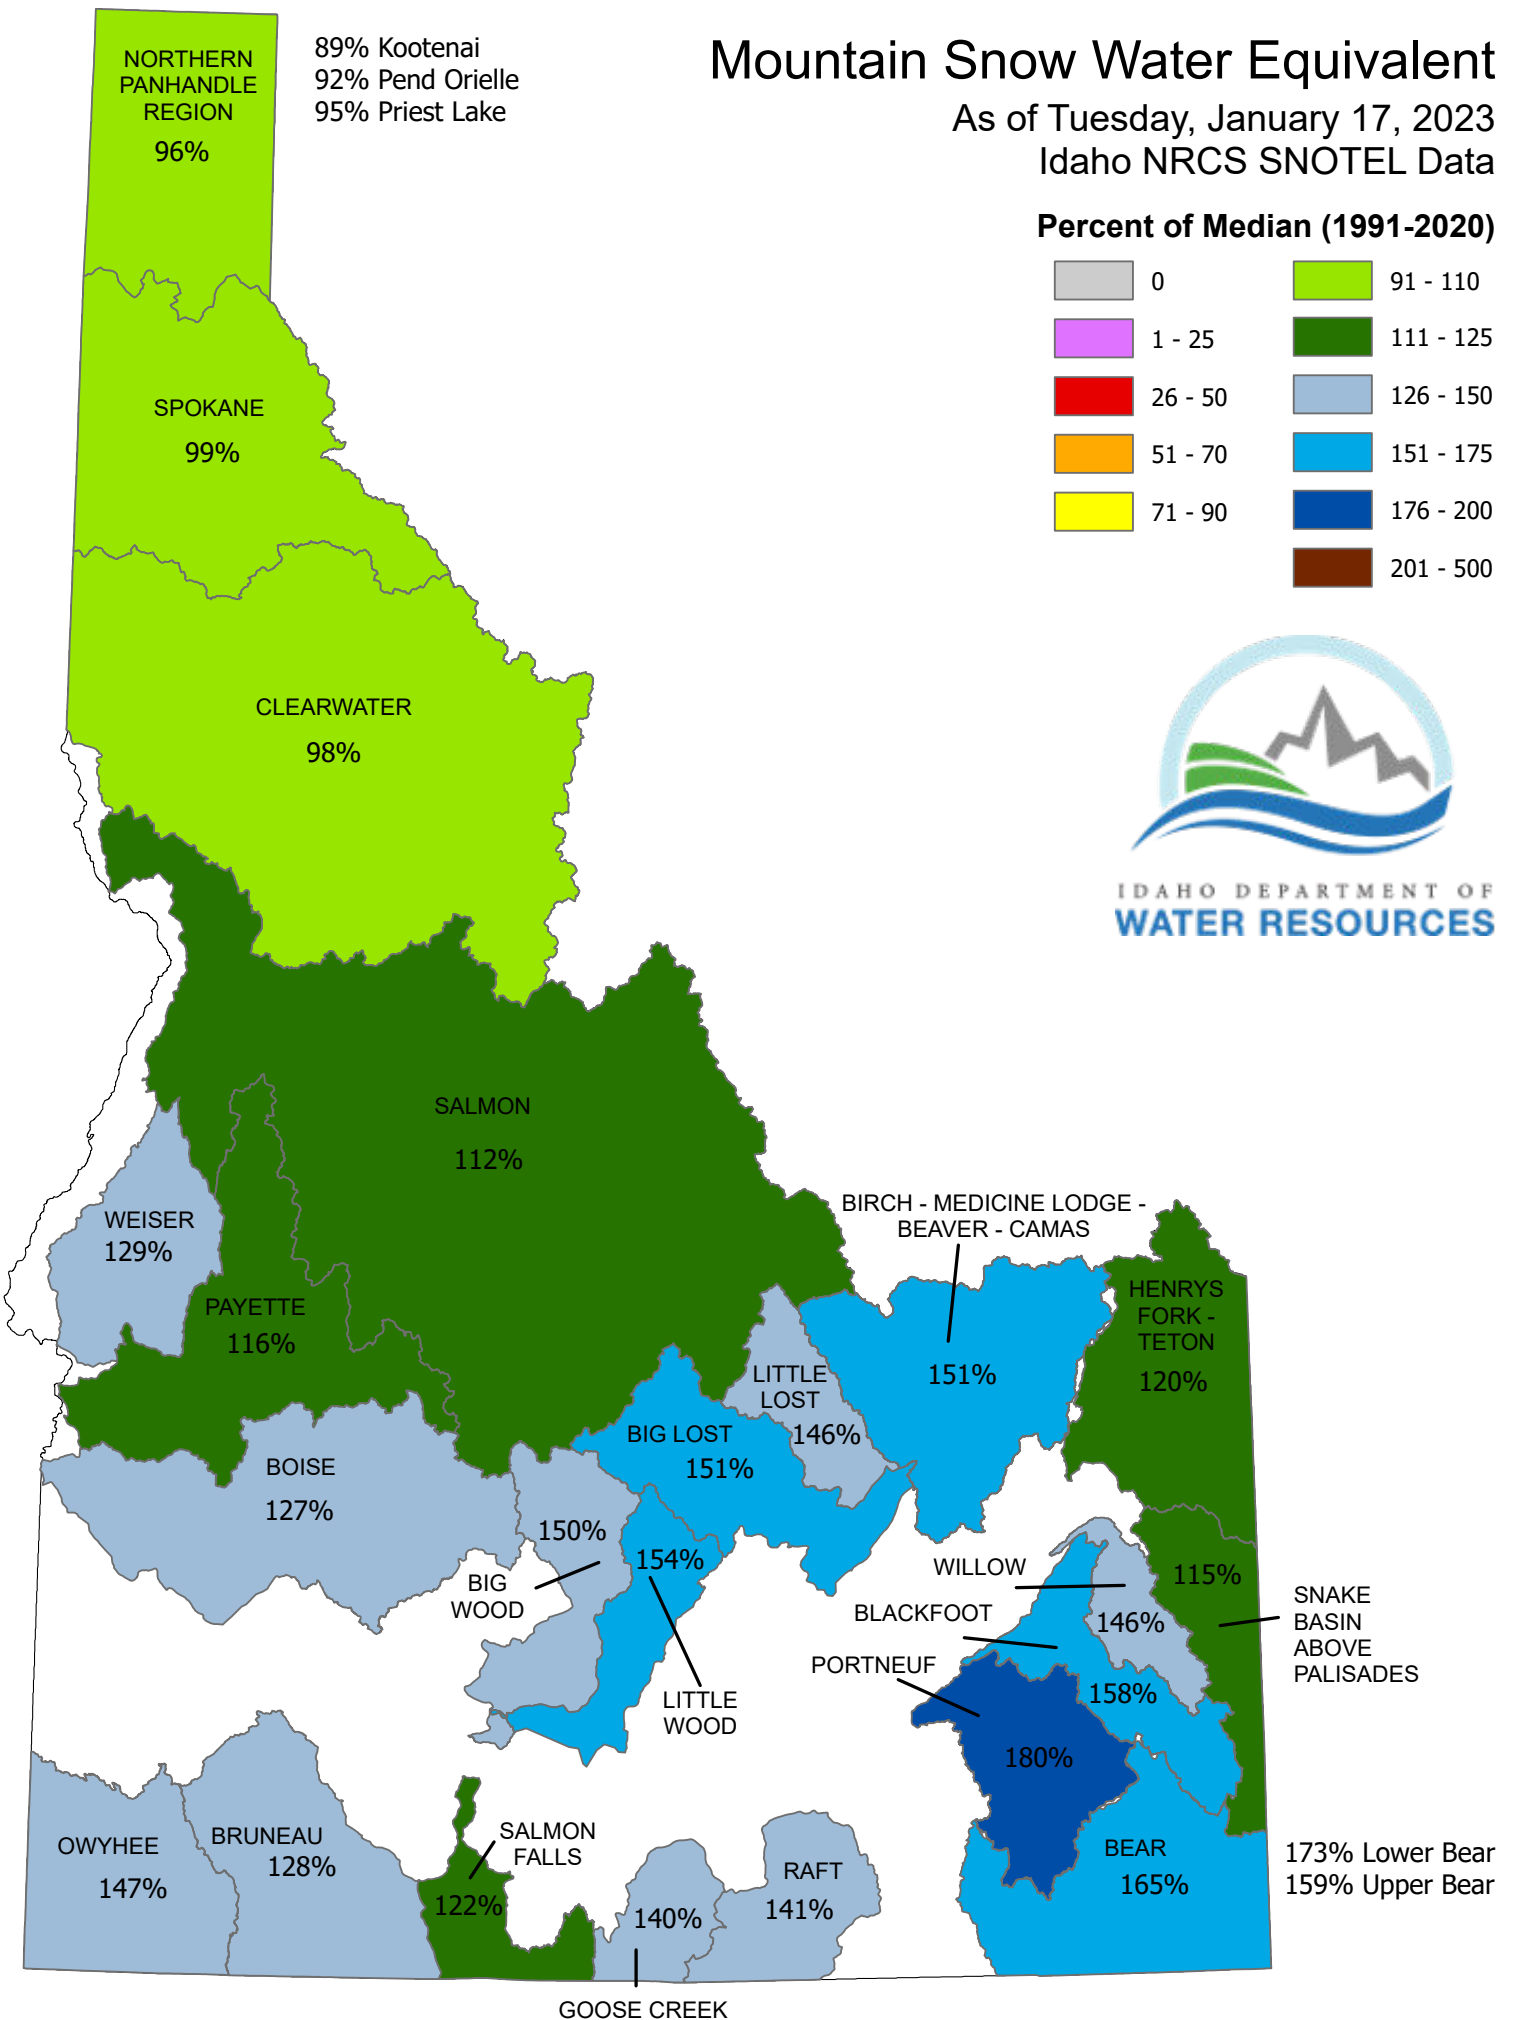 Mountain Snow Water Equivalent
As of Tuesday, January 17, 2023
Idaho NRCS SNOTEL Data
Percent of Median (1991-2020)
0
1 - 25
26 - 50
51 - 70
71 - 90
91 - 110
111 - 125
126 - 150
151 - 175
176 - 200
201 - 500
IDAHO DEPARTMENT OF
WATER RESOURCES
NORTHERN
PANHANDLE
REGION
96%
89% Kootenai
92% Pend Orielle
95% Priest Lake
SPOKANE
99%
CLEARWATER
98%
SALMON
112%
WEISER
129%
PAYETTE
116%
BOISE
127%
BIRCH - MEDICINE LODGE -
BEAVER - CAMAS
151%
HENRYS
FORK -
TETON
120%
LITTLE
LOST
146%
BIG LOST
151%
150%
BIG
WOOD
154%
LITTLE
WOOD
WILLOW
146%
BLACKFOOT
158%
PORTNEUF
180%
115%
SNAKE
BASIN
ABOVE
PALISADES
OWYHEE
147%
BRUNEAU
128%
SALMON
FALLS
122%
140%
GOOSE CREEK
RAFT
141%
BEAR
165%
173% Lower Bear
159% Upper Bear